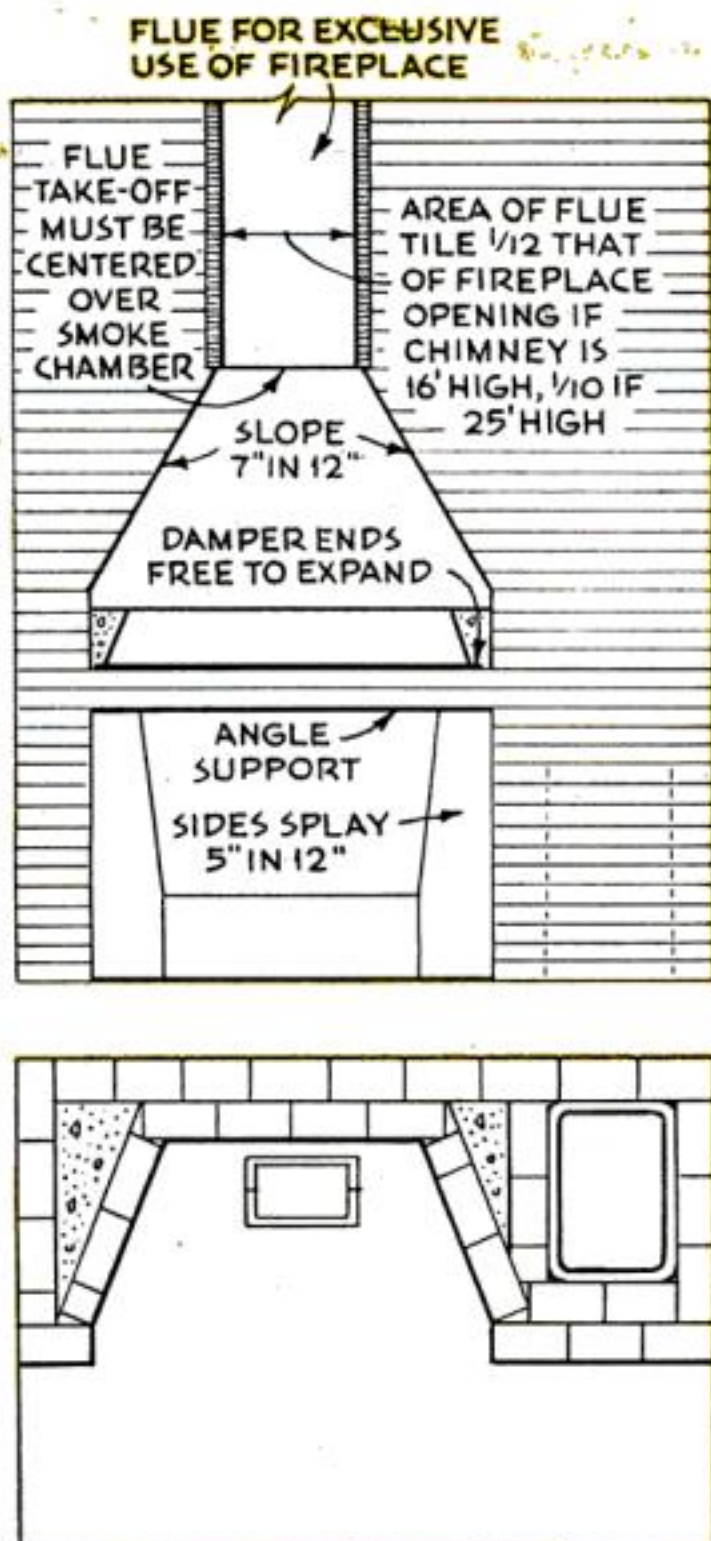 FLUE FOR EXCLUSIVE
USE OF FIREPLACE
FLUE
TAKE-OFF
MUST BE
CENTERED
OVER
SMOKE
CHAMBER
AREA OF FLUE
TILE 1/12 THAT
OF FIREPLACE
OPENING IF
CHIMNEY IS
16' HIGH, 1/10 IF
25' HIGH
SLOPE
7" IN 12"
DAMPER ENDS
FREE TO EXPAND
ANGLE
SUPPORT
SIDES SPLAY
5" IN 12"